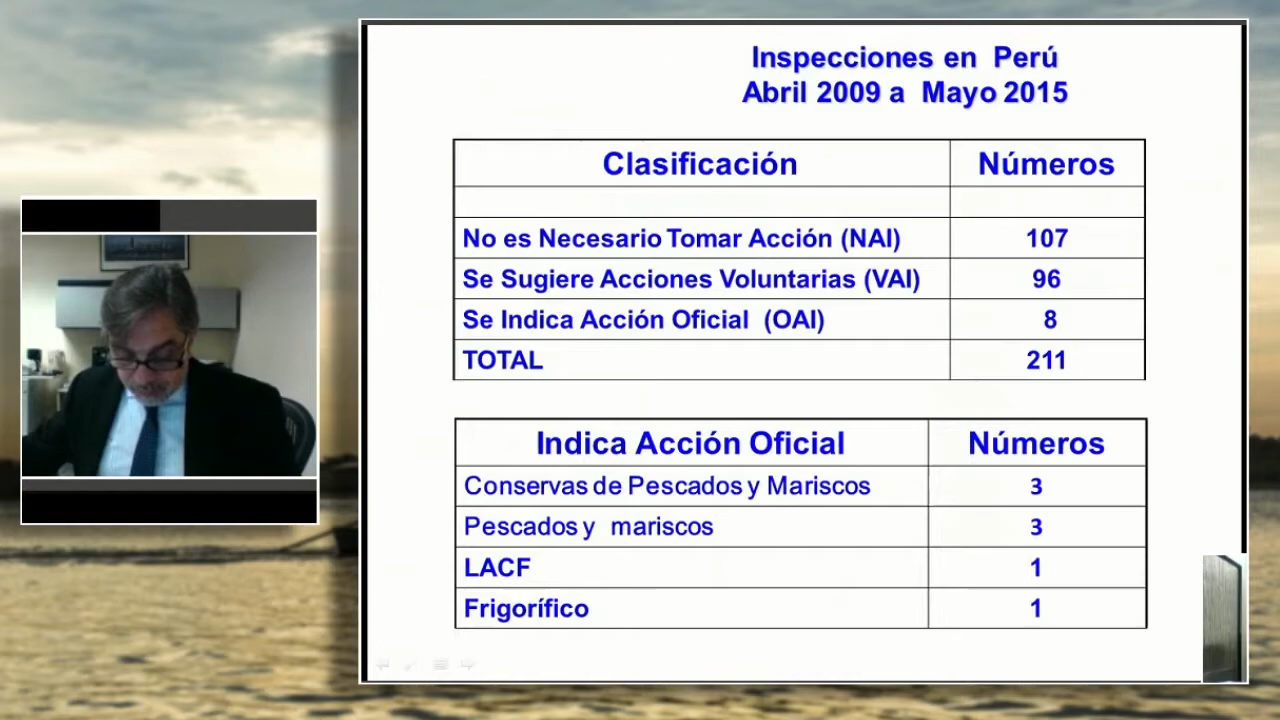 Inspecciones en Perú
Abril 2009 a Mayo 2015
Clasificación Números
No es Necesario Tomar Acción (NAI) 107
Se Sugiere Acciones Voluntarias (VAI) 96
Se Indica Acción Oficial (OAI) 8
TOTAL 211
Indica Acción Oficial Números
Conservas de Pescados y Mariscos 3
Pescados y mariscos 3
LACF 1
Frigorífico 1